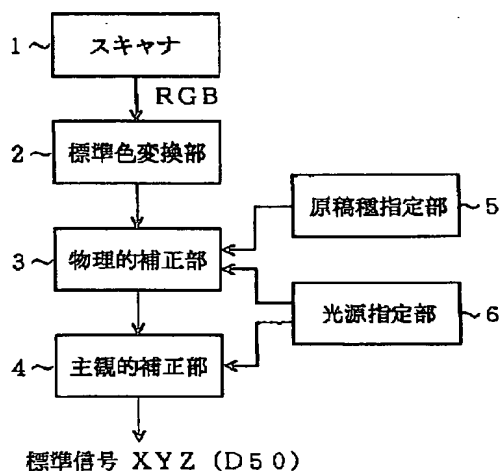 1～ スキャナ
RGB
2～ 標準色変換部
原稿種指定部 ～5
3～ 物理的補正部
光源指定部 ～6
4～ 主観的補正部
標準信号 XYZ (D50)